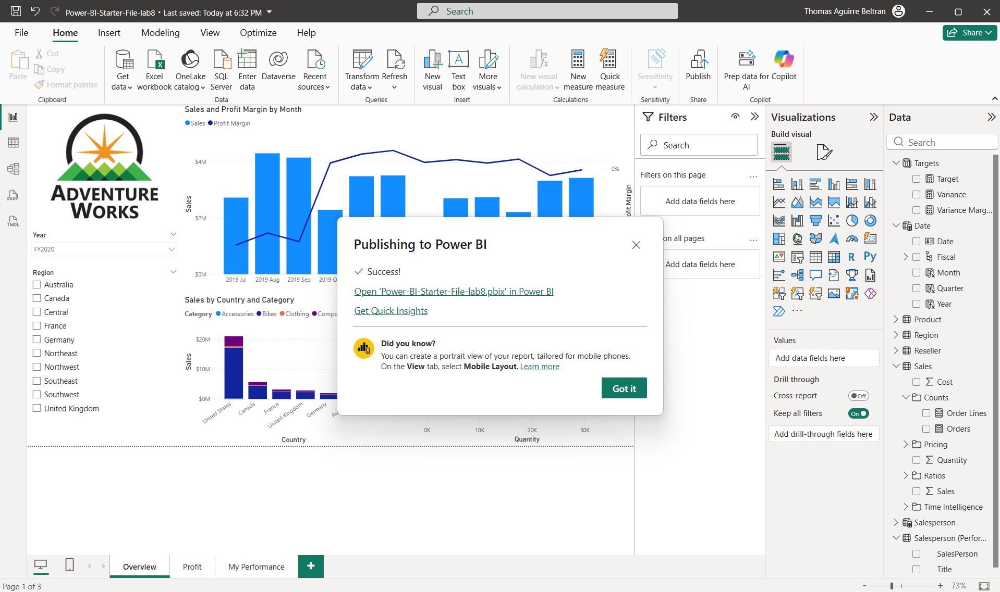 Power-BI-Starter-File-lab8 • Last saved: Today at 6:32 PM
Search
Thomas Aguirre Beltran
File
Home
Insert
Modeling
View
Optimize
Help
Share
Paste
Cut
Copy
Format painter
Clipboard
Get data
Excel workbook
OneLake catalog
SQL Server
Enter data
Dataverse
Recent sources
Data
Transform data
Refresh
Queries
New visual
Text box
More visuals
Insert
New visual calculation
New measure
Quick measure
Calculations
Sensitivity
Sensitivity
Publish
Share
Prep data for AI
Copilot
Copilot
ADVENTURE
WORKS
Year
FY2020
Region
Australia
Canada
Central
France
Germany
Northeast
Northwest
Southeast
Southwest
United Kingdom
Sales and Profit Margin by Month
Sales
Profit Margin
$4M
$2M
$0M
Sales
0%
ofit Margin
2019 Jul
2019 Aug
2019 Sep
2019 O
Sales by Country and Category
Category
Accessories
Bikes
Clothing
Compo
$20M
$10M
$0M
Sales
United States
Canada
France
United Kingdom
Germany
Au
Country
0K
10K
20K
30K
Quantity
Publishing to Power BI
Success!
Open 'Power-BI-Starter-File-lab8.pbix' in Power BI
Get Quick Insights
Did you know?
You can create a portrait view of your report, tailored for mobile phones.
On the View tab, select Mobile Layout. Learn more
Got it
Filters
Search
Filters on this page
...
Add data fields here
on all pages
...
Add data fields here
Visualizations
Build visual
123
R
Py
...
Values
Add data fields here
Drill through
Cross-report
Off
Keep all filters
On
Add drill-through fields here
Data
Search
Targets
Target
Variance
Variance Marg...
Date
Date
Fiscal
Month
Quarter
Year
Product
Region
Reseller
Sales
Cost
Counts
Order Lines
Orders
Pricing
Quantity
Ratios
Sales
Time Intelligence
Salesperson
Salesperson (Perfor...
SalesPerson
Title
DAX
TMDL
Overview
Profit
My Performance
+
Page 1 of 3
-
+
73%